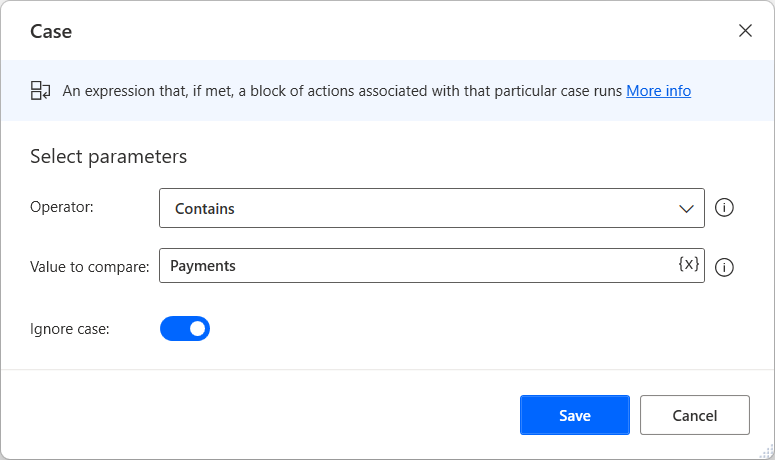 Case
An expression that, if met, a block of actions associated with that particular case runs More info
Select parameters
Operator:
Contains
Value to compare:
Payments
{x}
Ignore case:
Save
Cancel